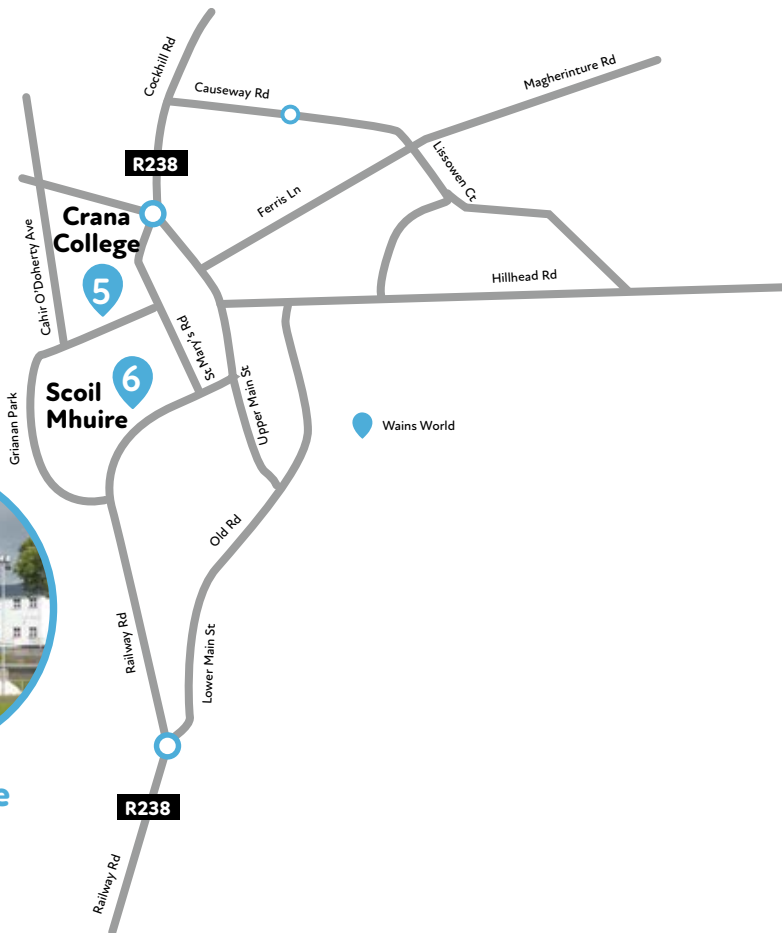 Cockhill Rd
Causeway Rd
Magherinture Rd
R238
Lissowen Ct
Ferris Ln
Crana
College
5
Cahir O'Doherty Ave
Hillhead Rd
St Mary's Rd
6
Scoil
Mhuire
Upper Main St
Grianan Park
Wains World
Old Rd
Railway Rd
Lower Main St
e
R238
Railway Rd